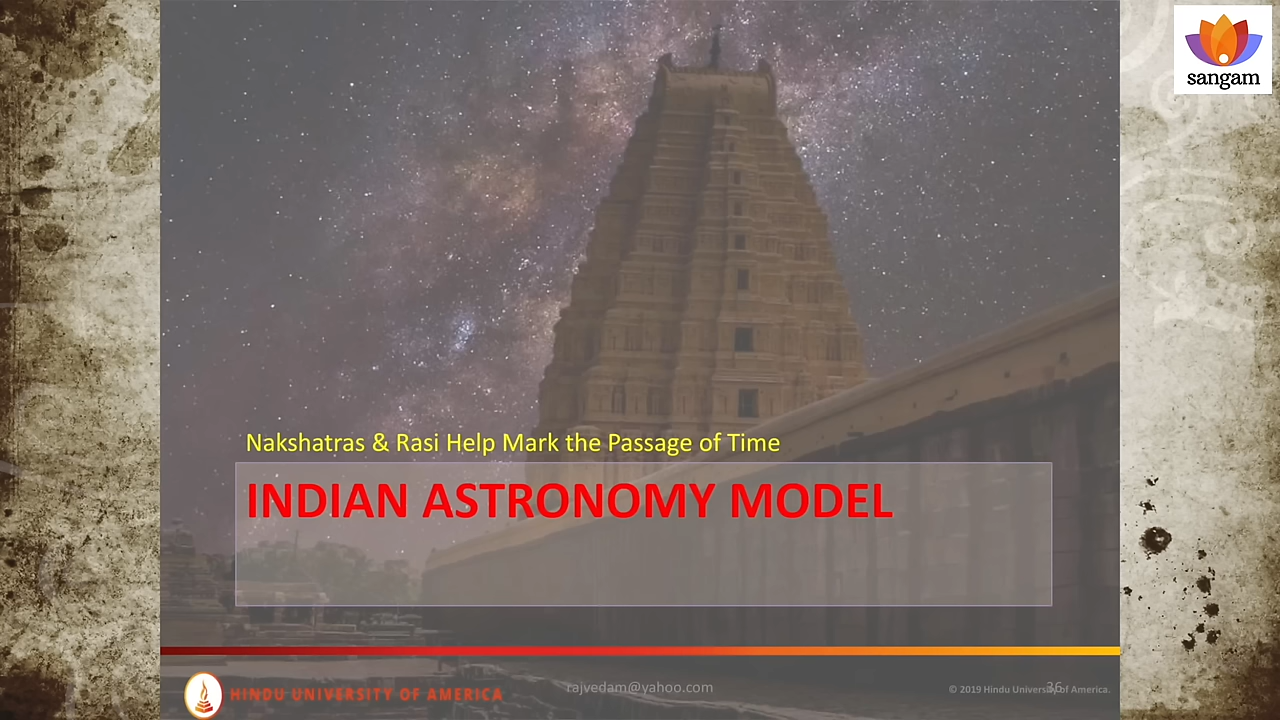 sangam
Nakshatras & Rasi Help Mark the Passage of Time
INDIAN ASTRONOMY MODEL
HINDU UNIVERSITY OF AMERICA
rajvedam@yahoo.com
© 2019 Hindu University of America.
36